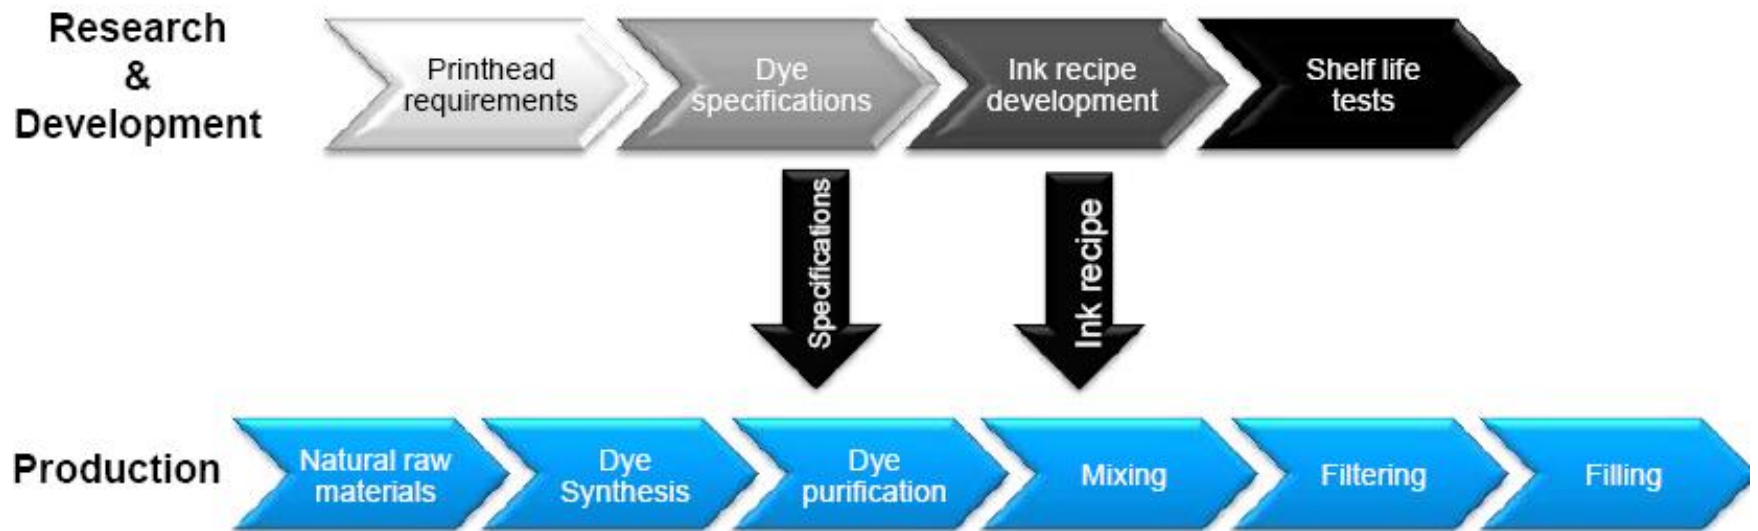 Research
&
Development
Printhead
requirements
Dye
specifications
Ink recipe
development
Shelf life
tests
Specifications
Ink recipe
Production
Natural raw
materials
Dye
Synthesis
Dye
purification
Mixing
Filtering
Filling